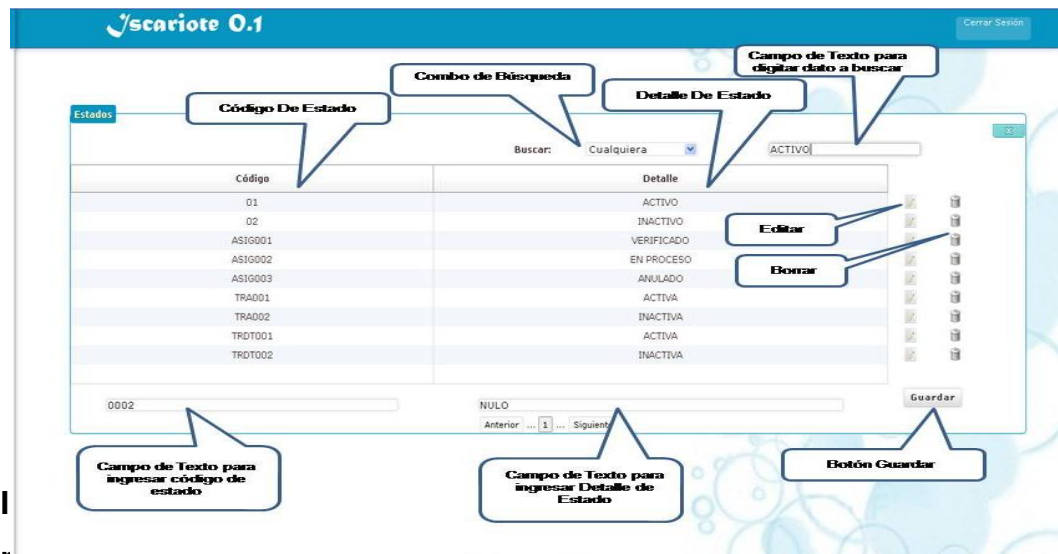 Iscariote 0.1
Cerrar Sesión
Campo de Texto para
digitar dato a buscar
Combo de Búsqueda
Detalle De Estado
Código De Estado
Estados
Buscar: Cualquiera ACTIVO
Código Detalle
01 ACTIVO
02 INACTIVO
Editar
ASIG001 VERIFICADO
ASIG002 EN PROCESO
Borrar
ASIG003 ANULADO
TRA001 ACTIVA
TRA002 INACTIVA
TRDT001 ACTIVA
TRDT002 INACTIVA
Guardar
0002 NULO
Anterior ... 1 ... Siguiente
Campo de Texto para
ingresar código de
estado
Campo de Texto para
ingresar Detalle de
Estado
Botón Guardar